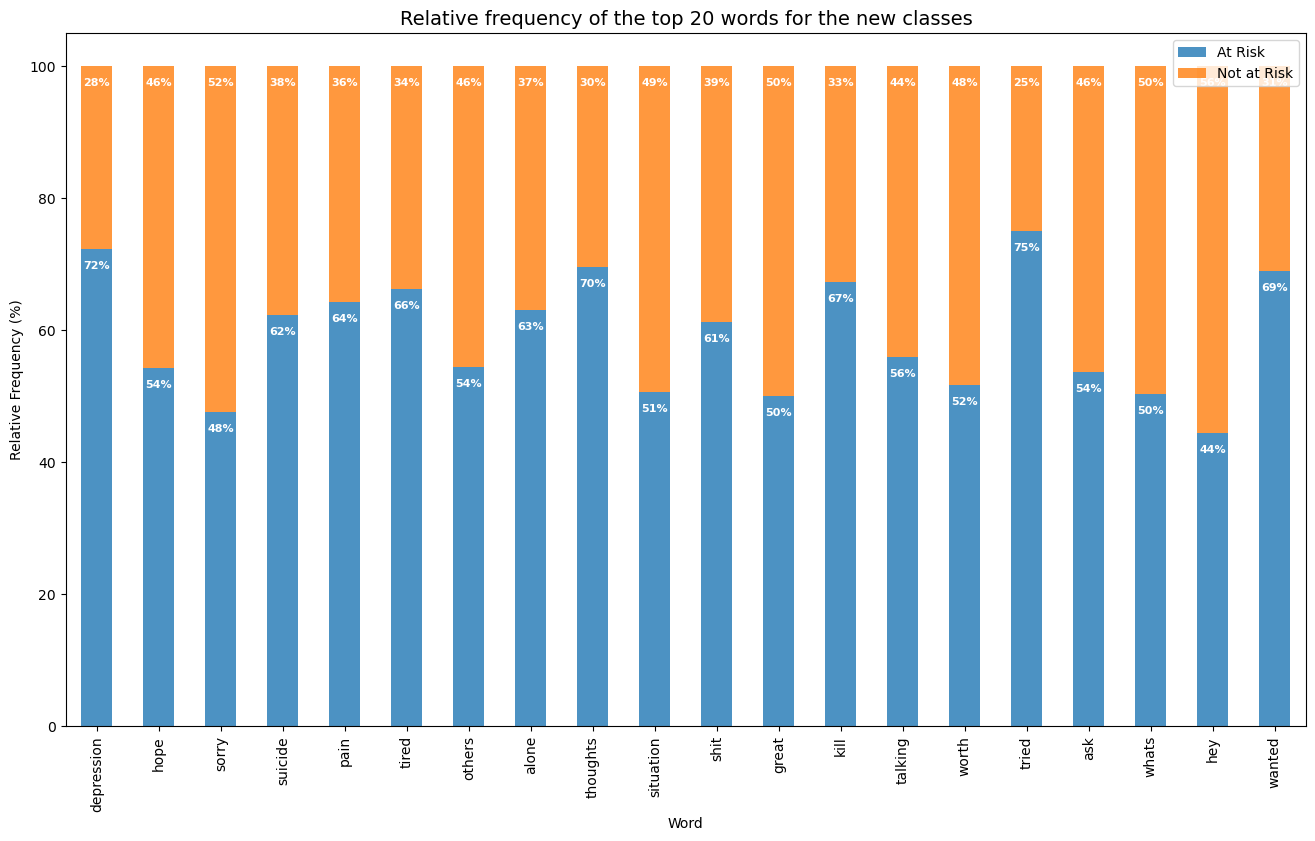 Relative frequency of the top 20 words for the new classes
At Risk
Not at Risk
Relative Frequency (%)
100
80
60
40
20
0
28% 46% 52% 38% 36% 34% 46% 37% 30% 49% 39% 50% 33% 44% 48% 25% 46% 50%
72% 54% 48% 62% 64% 66% 54% 63% 70% 51% 61% 50% 67% 56% 52% 75% 54% 50% 44% 69%
depression hope sorry suicide pain tired others alone thoughts situation shit great kill talking worth tried ask whats hey wanted
Word